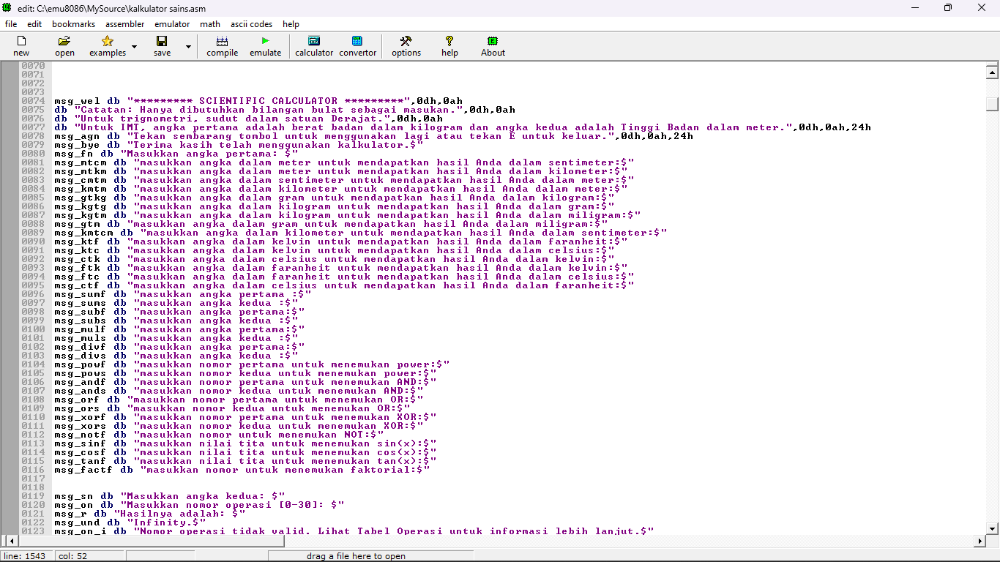 edit: C:\emu8086\MySource\kalkulator sains.asm
file edit bookmarks assembler emulator math ascii codes help
new open examples save compile emulate calculator convertor options help About
0070
0071
0072
0073
0074 msg_wel db "********* SCIENTIFIC CALCULATOR *********",0dh,0ah
0075 db "Catatan: Hanya dibutuhkan bilangan bulat sebagai masukan.",0dh,0ah
0076 db "Untuk trignometri, sudut dalam satuan Derajat.",0dh,0ah
0077 db "Untuk IMT, angka pertama adalah berat badan dalam kilogram dan angka kedua adalah Tinggi Badan dalam meter.",0dh,0ah,24h
0078 msg_agn db "Tekan sembarang tombol untuk menggunakan lagi atau tekan E untuk keluar.",0dh,0ah,24h
0079 msg_bye db "Terima kasih telah menggunakan kalkulator.$"
0080 msg_fn db "Masukkan angka pertama: $"
0081 msg_mtcm db "masukkan angka dalam meter untuk mendapatkan hasil Anda dalam sentimeter:$"
0082 msg_mtkm db "masukkan angka dalam meter untuk mendapatkan hasil Anda dalam kilometer:$"
0083 msg_cmtm db "masukkan angka dalam sentimeter untuk mendapatkan hasil Anda dalam meter:$"
0084 msg_kmtm db "masukkan angka dalam kilometer untuk mendapatkan hasil Anda dalam meter:$"
0085 msg_gtkg db "masukkan angka dalam gram untuk mendapatkan hasil Anda dalam kilogram:$"
0086 msg_kgtg db "masukkan angka dalam kilogram untuk mendapatkan hasil Anda dalam gram:$"
0087 msg_kgtm db "masukkan angka dalam kilogram untuk mendapatkan hasil Anda dalam miligram:$"
0088 msg_gtm db "masukkan angka dalam gram untuk mendapatkan hasil Anda dalam miligram:$"
0089 msg_kmtcm db "masukkan angka dalam kilometer untuk mendapatkan hasil Anda dalam sentimeter:$"
0090 msg_ktf db "masukkan angka dalam kelvin untuk mendapatkan hasil Anda dalam faranheit:$"
0091 msg_ktc db "masukkan angka dalam kelvin untuk mendapatkan hasil Anda dalam celsius:$"
0092 msg_ctk db "masukkan angka dalam celsius untuk mendapatkan hasil Anda dalam kelvin:$"
0093 msg_ftk db "masukkan angka dalam faranheit untuk mendapatkan hasil Anda dalam kelvin:$"
0094 msg_ftc db "masukkan angka dalam faranheit untuk mendapatkan hasil Anda dalam celsius:$"
0095 msg_ctf db "masukkan angka dalam celsius untuk mendapatkan hasil Anda dalam faranheit:$"
0096 msg_sumf db "masukkan angka pertama :$"
0097 msg_sums db "masukkan angka kedua :$"
0098 msg_subf db "masukkan angka pertama:$"
0099 msg_subs db "masukkan angka kedua :$"
0100 msg_mulf db "masukkan angka pertama:$"
0101 msg_muls db "masukkan angka kedua :$"
0102 msg_divf db "masukkan angka pertama:$"
0103 msg_divs db "masukkan angka kedua :$"
0104 msg_powf db "masukkan nomor pertama untuk menemukan power:$"
0105 msg_pows db "masukkan nomor kedua untuk menemukan power:$"
0106 msg_andf db "masukkan nomor pertama untuk menemukan AND:$"
0107 msg_ands db "masukkan nomor kedua untuk menemukan AND:$"
0108 msg_orf db "masukkan nomor pertama untuk menemukan OR:$"
0109 msg_ors db "masukkan nomor kedua untuk menemukan OR:$"
0110 msg_xorf db "masukkan nomor pertama untuk menemukan XOR:$"
0111 msg_xors db "masukkan nomor kedua untuk menemukan XOR:$"
0112 msg_notf db "masukkan nomor untuk menemukan NOT:$"
0113 msg_sinf db "masukkan nilai tita untuk menemukan sin(x):$"
0114 msg_cosf db "masukkan nilai tita untuk menemukan cos(x):$"
0115 msg_tanf db "masukkan nilai tita untuk menemukan tan(x):$"
0116 msg_factf db "masukkan nomor untuk menemukan faktorial:$"
0117
0118
0119 msg_sn db "Masukkan angka kedua: $"
0120 msg_on db "Masukkan nomor operasi [0-30]: $"
0121 msg_r db "Hasilnya adalah: $"
0122 msg_und db "Infinity.$"
0123 msg_on_i db "Nomor operasi tidak valid. Lihat Tabel Operasi untuk informasi lebih lanjut.$"
line: 1543 col: 52 drag a file here to open